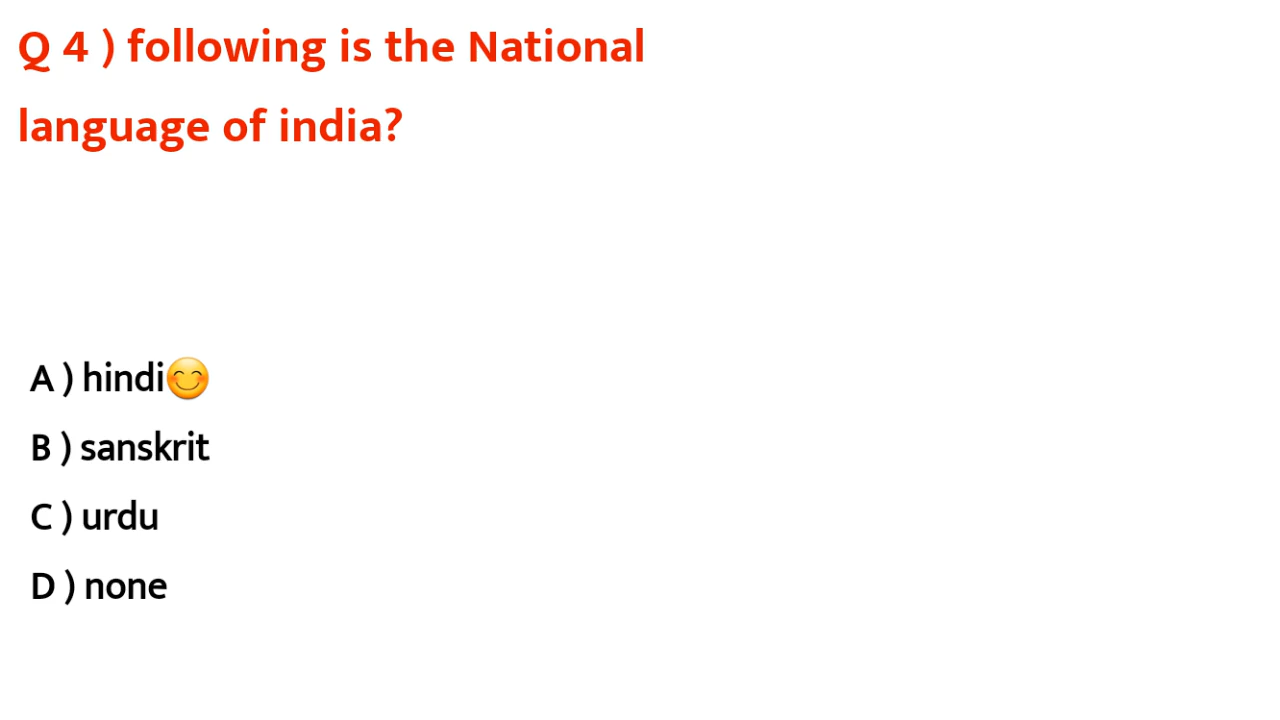 Q 4 ) following is the National
language of india?
A ) hindi😊
B ) sanskrit
C ) urdu
D ) none